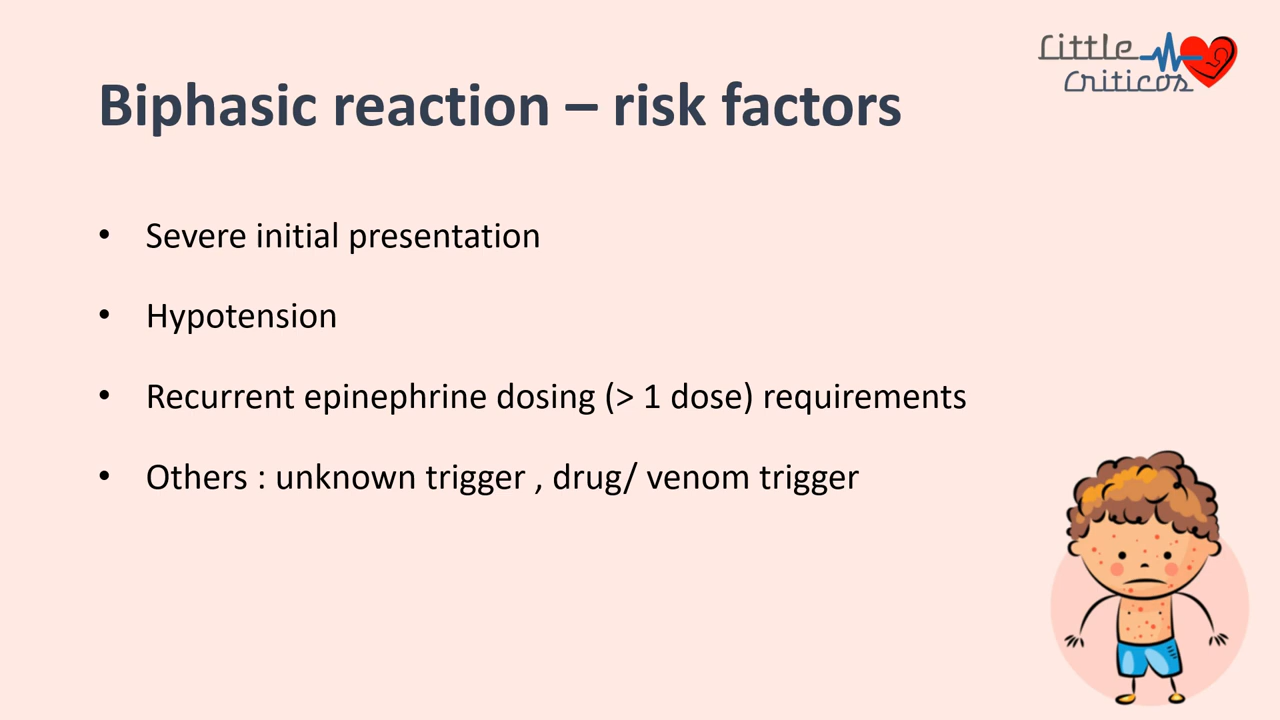 Little
Criticos
Biphasic reaction – risk factors
• Severe initial presentation
• Hypotension
• Recurrent epinephrine dosing (> 1 dose) requirements
• Others : unknown trigger , drug/ venom trigger